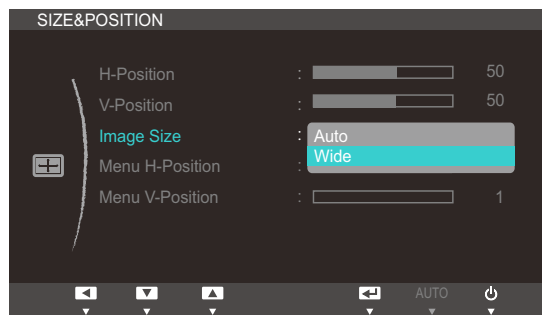 SIZE&POSITION
H-Position : 50
V-Position : 50
Image Size : Auto
Wide
Menu H-Position :
Menu V-Position : 1
AUTO